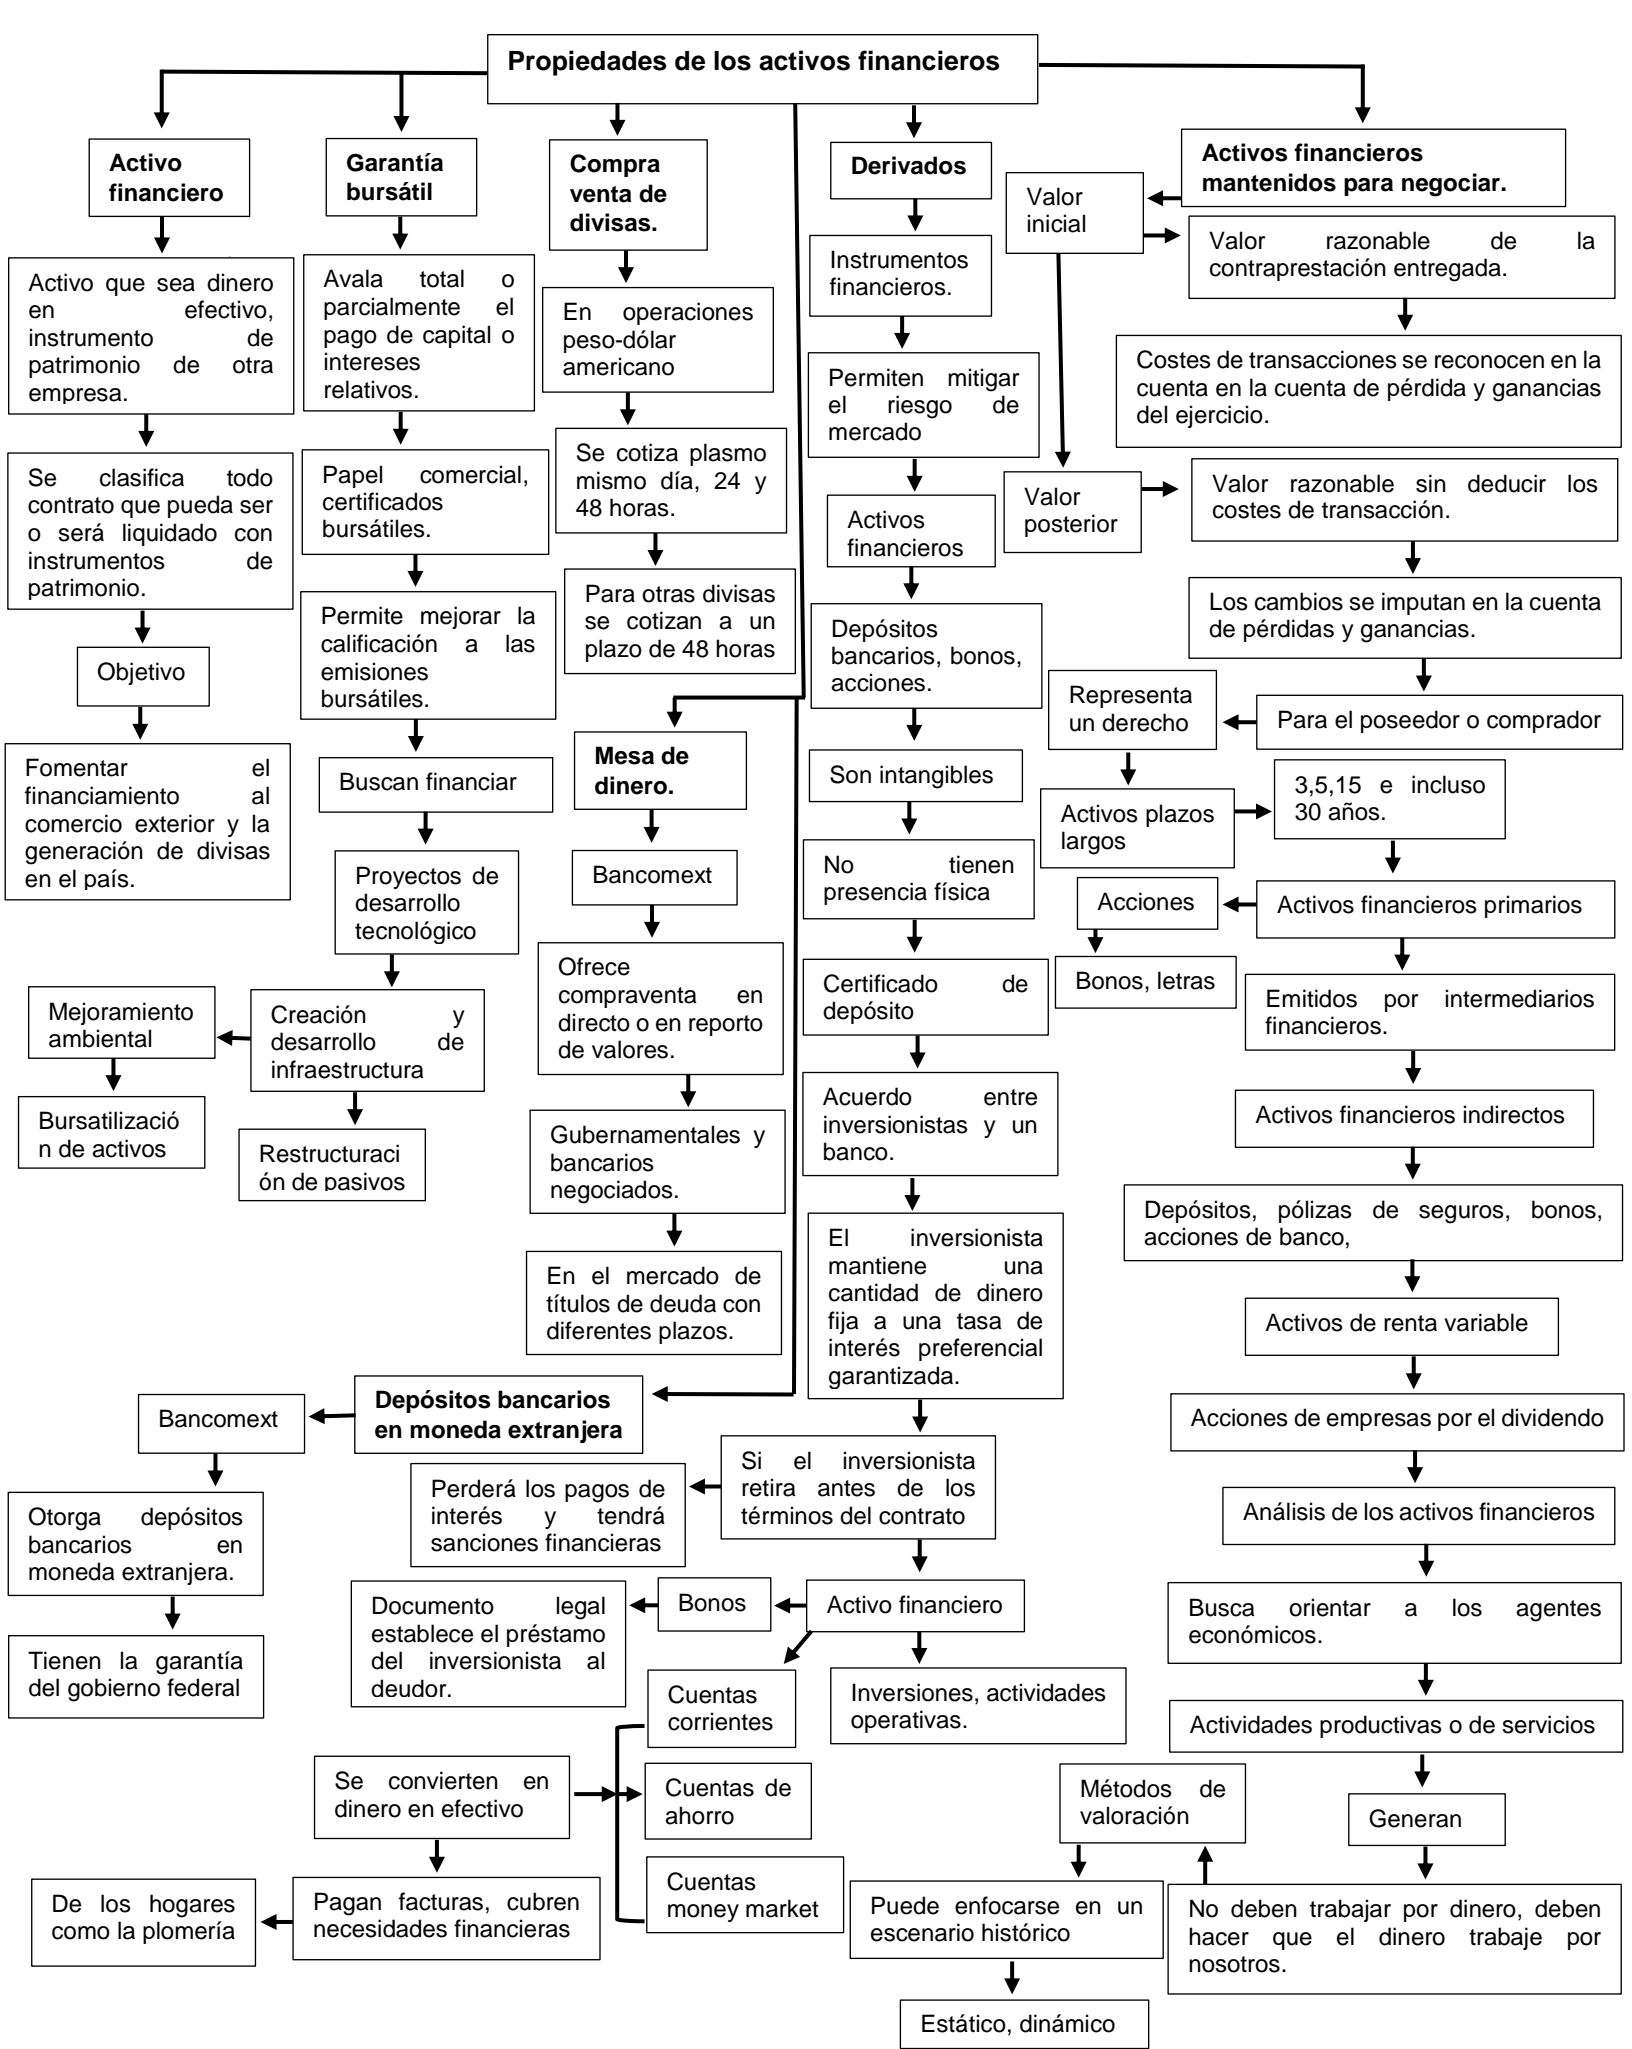 Propiedades de los activos financieros
Activo
financiero
Activo que sea dinero
en efectivo,
instrumento de
patrimonio de otra
empresa.
Se clasifica todo
contrato que pueda ser
o será liquidado con
instrumentos de
patrimonio.
Objetivo
Fomentar el
financiamiento al
comercio exterior y la
generación de divisas
en el país.
Garantía
bursátil
Avala total o
parcialmente el
pago de capital o
intereses
relativos.
Papel comercial,
certificados
bursátiles.
Permite mejorar la
calificación a las
emisiones
bursátiles.
Buscan financiar
Proyectos de
desarrollo
tecnológico
Creación y
desarrollo de
infraestructura
Mejoramiento
ambiental
Bursatilizació
n de activos
Restructuraci
ón de pasivos
Compra
venta de
divisas.
En operaciones
peso-dólar
americano
Se cotiza plasmo
mismo día, 24 y
48 horas.
Para otras divisas
se cotizan a un
plazo de 48 horas
Mesa de
dinero.
Bancomext
Ofrece
compraventa en
directo o en reporto
de valores.
Gubernamentales y
bancarios
negociados.
En el mercado de
títulos de deuda con
diferentes plazos.
Depósitos bancarios
en moneda extranjera
Bancomext
Otorga depósitos
bancarios en
moneda extranjera.
Tienen la garantía
del gobierno federal
Derivados
Instrumentos
financieros.
Permiten mitigar
el riesgo de
mercado
Activos
financieros
Depósitos
bancarios, bonos,
acciones.
Son intangibles
No tienen
presencia física
Certificado de
depósito
Acuerdo entre
inversionistas y un
banco.
El inversionista
mantiene una
cantidad de dinero
fija a una tasa de
interés preferencial
garantizada.
Si el inversionista
retira antes de los
términos del contrato
Perderá los pagos de
interés y tendrá
sanciones financieras
Activo financiero
Bonos
Documento legal
establece el préstamo
del inversionista al
deudor.
Inversiones, actividades
operativas.
Cuentas
corrientes
Cuentas de
ahorro
Cuentas
money market
Se convierten en
dinero en efectivo
Pagan facturas, cubren
necesidades financieras
De los hogares
como la plomería
Activos financieros
mantenidos para negociar.
Valor
inicial
Valor razonable de la
contraprestación entregada.
Costes de transacciones se reconocen en la
cuenta en la cuenta de pérdida y ganancias
del ejercicio.
Valor
posterior
Valor razonable sin deducir los
costes de transacción.
Los cambios se imputan en la cuenta
de pérdidas y ganancias.
Para el poseedor o comprador
Representa
un derecho
Activos plazos
largos
3,5,15 e incluso
30 años.
Activos financieros primarios
Acciones
Bonos, letras
Emitidos por intermediarios
financieros.
Activos financieros indirectos
Depósitos, pólizas de seguros, bonos,
acciones de banco,
Activos de renta variable
Acciones de empresas por el dividendo
Análisis de los activos financieros
Busca orientar a los agentes
económicos.
Actividades productivas o de servicios
Generan
No deben trabajar por dinero, deben
hacer que el dinero trabaje por
nosotros.
Métodos de
valoración
Puede enfocarse en un
escenario histórico
Estático, dinámico